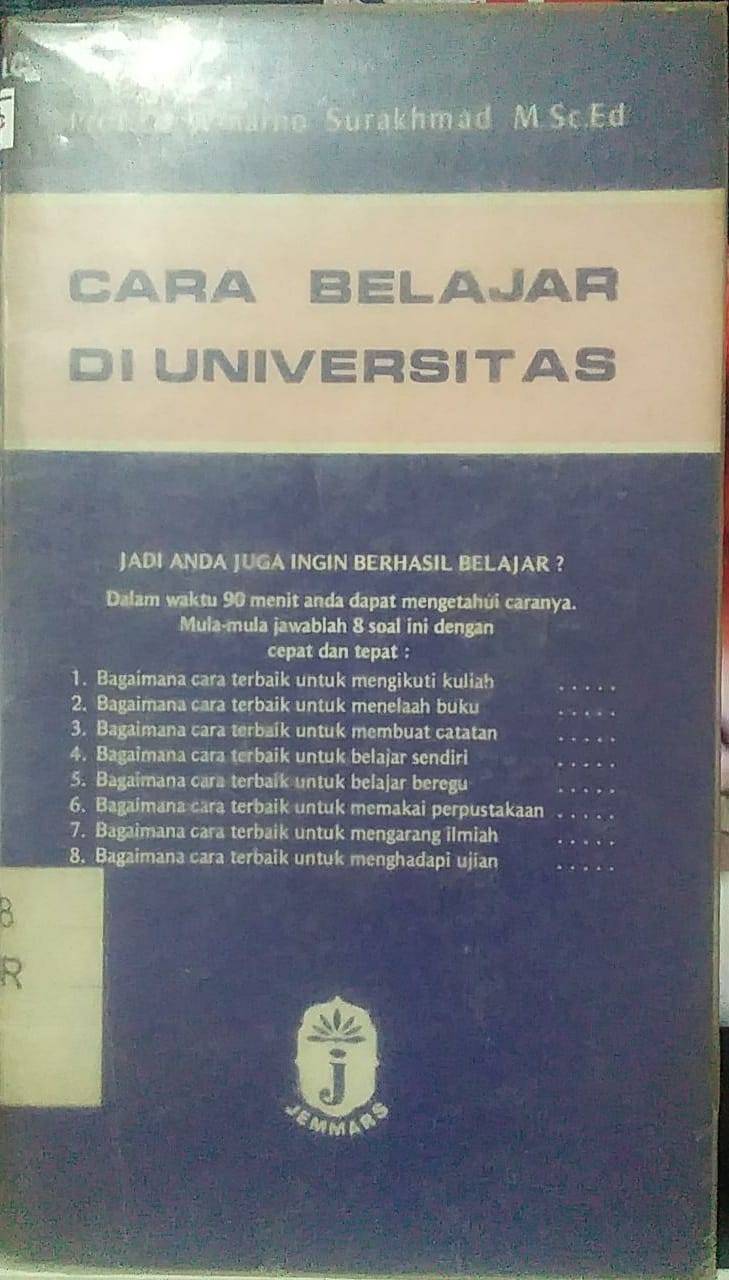 Prof. Dr. Winarno Surakhmad M.Sc.Ed
CARA BELAJAR
DI UNIVERSITAS
JADI ANDA JUGA INGIN BERHASIL BELAJAR ?
Dalam waktu 90 menit anda dapat mengetahui caranya.
Mula-mula jawablah 8 soal ini dengan
cepat dan tepat :
1. Bagaimana cara terbaik untuk mengikuti kuliah .....
2. Bagaimana cara terbaik untuk menelaah buku .....
3. Bagaimana cara terbaik untuk membuat catatan .....
4. Bagaimana cara terbaik untuk belajar sendiri .....
5. Bagaimana cara terbaik untuk belajar beregu .....
6. Bagaimana cara terbaik untuk memakai perpustakaan .....
7. Bagaimana cara terbaik untuk mengarang ilmiah .....
8. Bagaimana cara terbaik untuk menghadapi ujian .....
8
R
j
JEMMARS